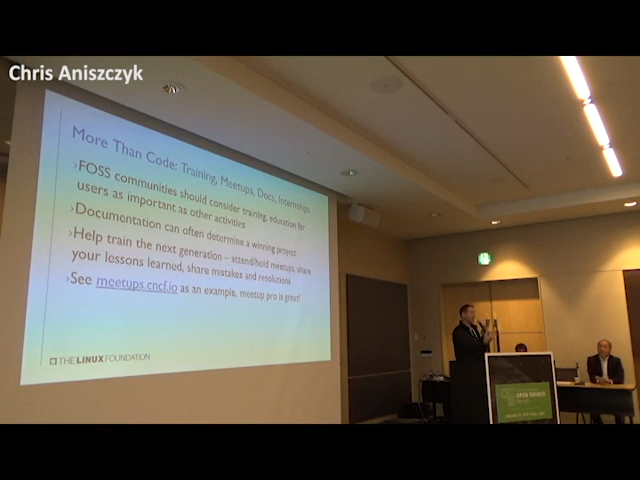 Chris Aniszczyk
More Than Code: Training, Meetups, Docs, Internships
›FOSS communities should consider training, education for
users as important as other activities
›Documentation can often determine a winning project
›Help train the next generation – attend/hold meetups, share
your lessons learned, share mistakes and resolutions
›See meetups.cncf.io as an example, meetup pro is great!
THE LINUX FOUNDATION
OPEN SOURCE